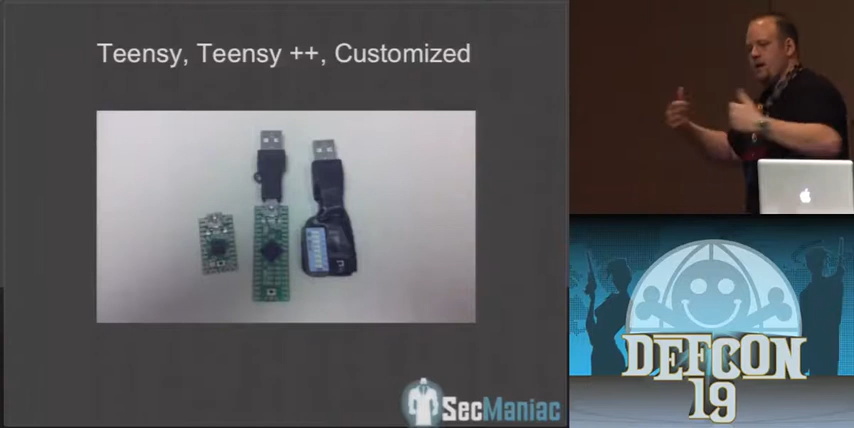 Teensy, Teensy ++, Customized
SecManiac
DEFCON
19